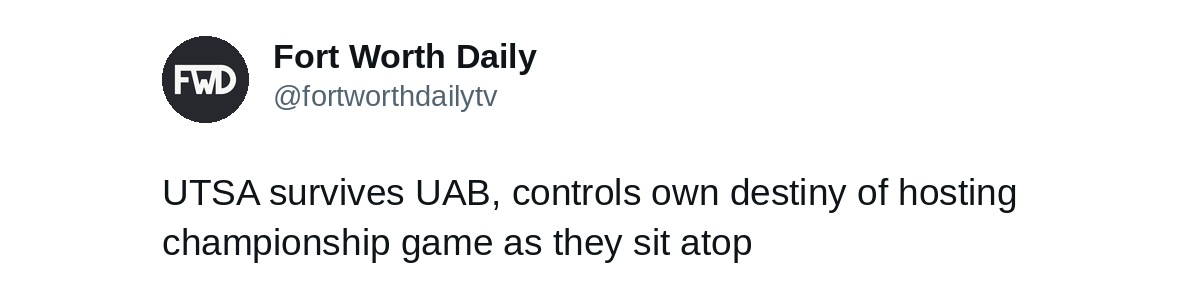 FWD
Fort Worth Daily
@fortworthdailytv
UTSA survives UAB, controls own destiny of hosting
championship game as they sit atop